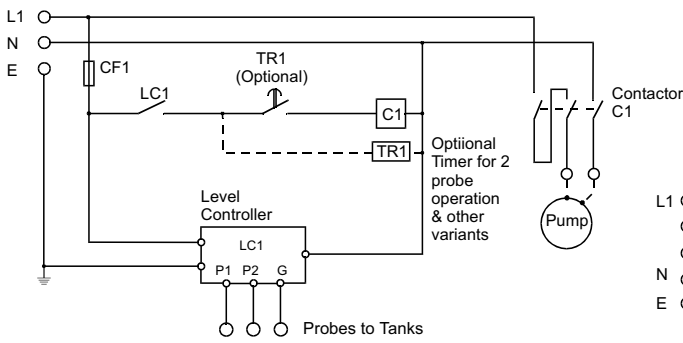 L1
N
E
CF1
TR1
(Optional)
LC1
C1
TR1
Optiional
Timer for 2
probe
operation
& other
variants
Contactor
C1
Level
Controller
LC1
P1 P2 G
Pump
Probes to Tanks
L1
N
E